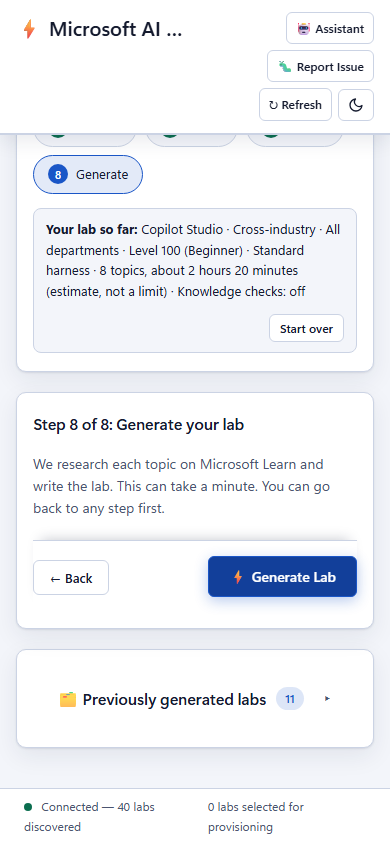 Microsoft AI ...
Assistant
Report Issue
↻ Refresh
8 Generate
Your lab so far: Copilot Studio · Cross-industry · All
departments · Level 100 (Beginner) · Standard
harness · 8 topics, about 2 hours 20 minutes
(estimate, not a limit) · Knowledge checks: off
Start over
Step 8 of 8: Generate your lab
We research each topic on Microsoft Learn and
write the lab. This can take a minute. You can go
back to any step first.
← Back
Generate Lab
Previously generated labs 11
Connected — 40 labs
discovered
0 labs selected for
provisioning